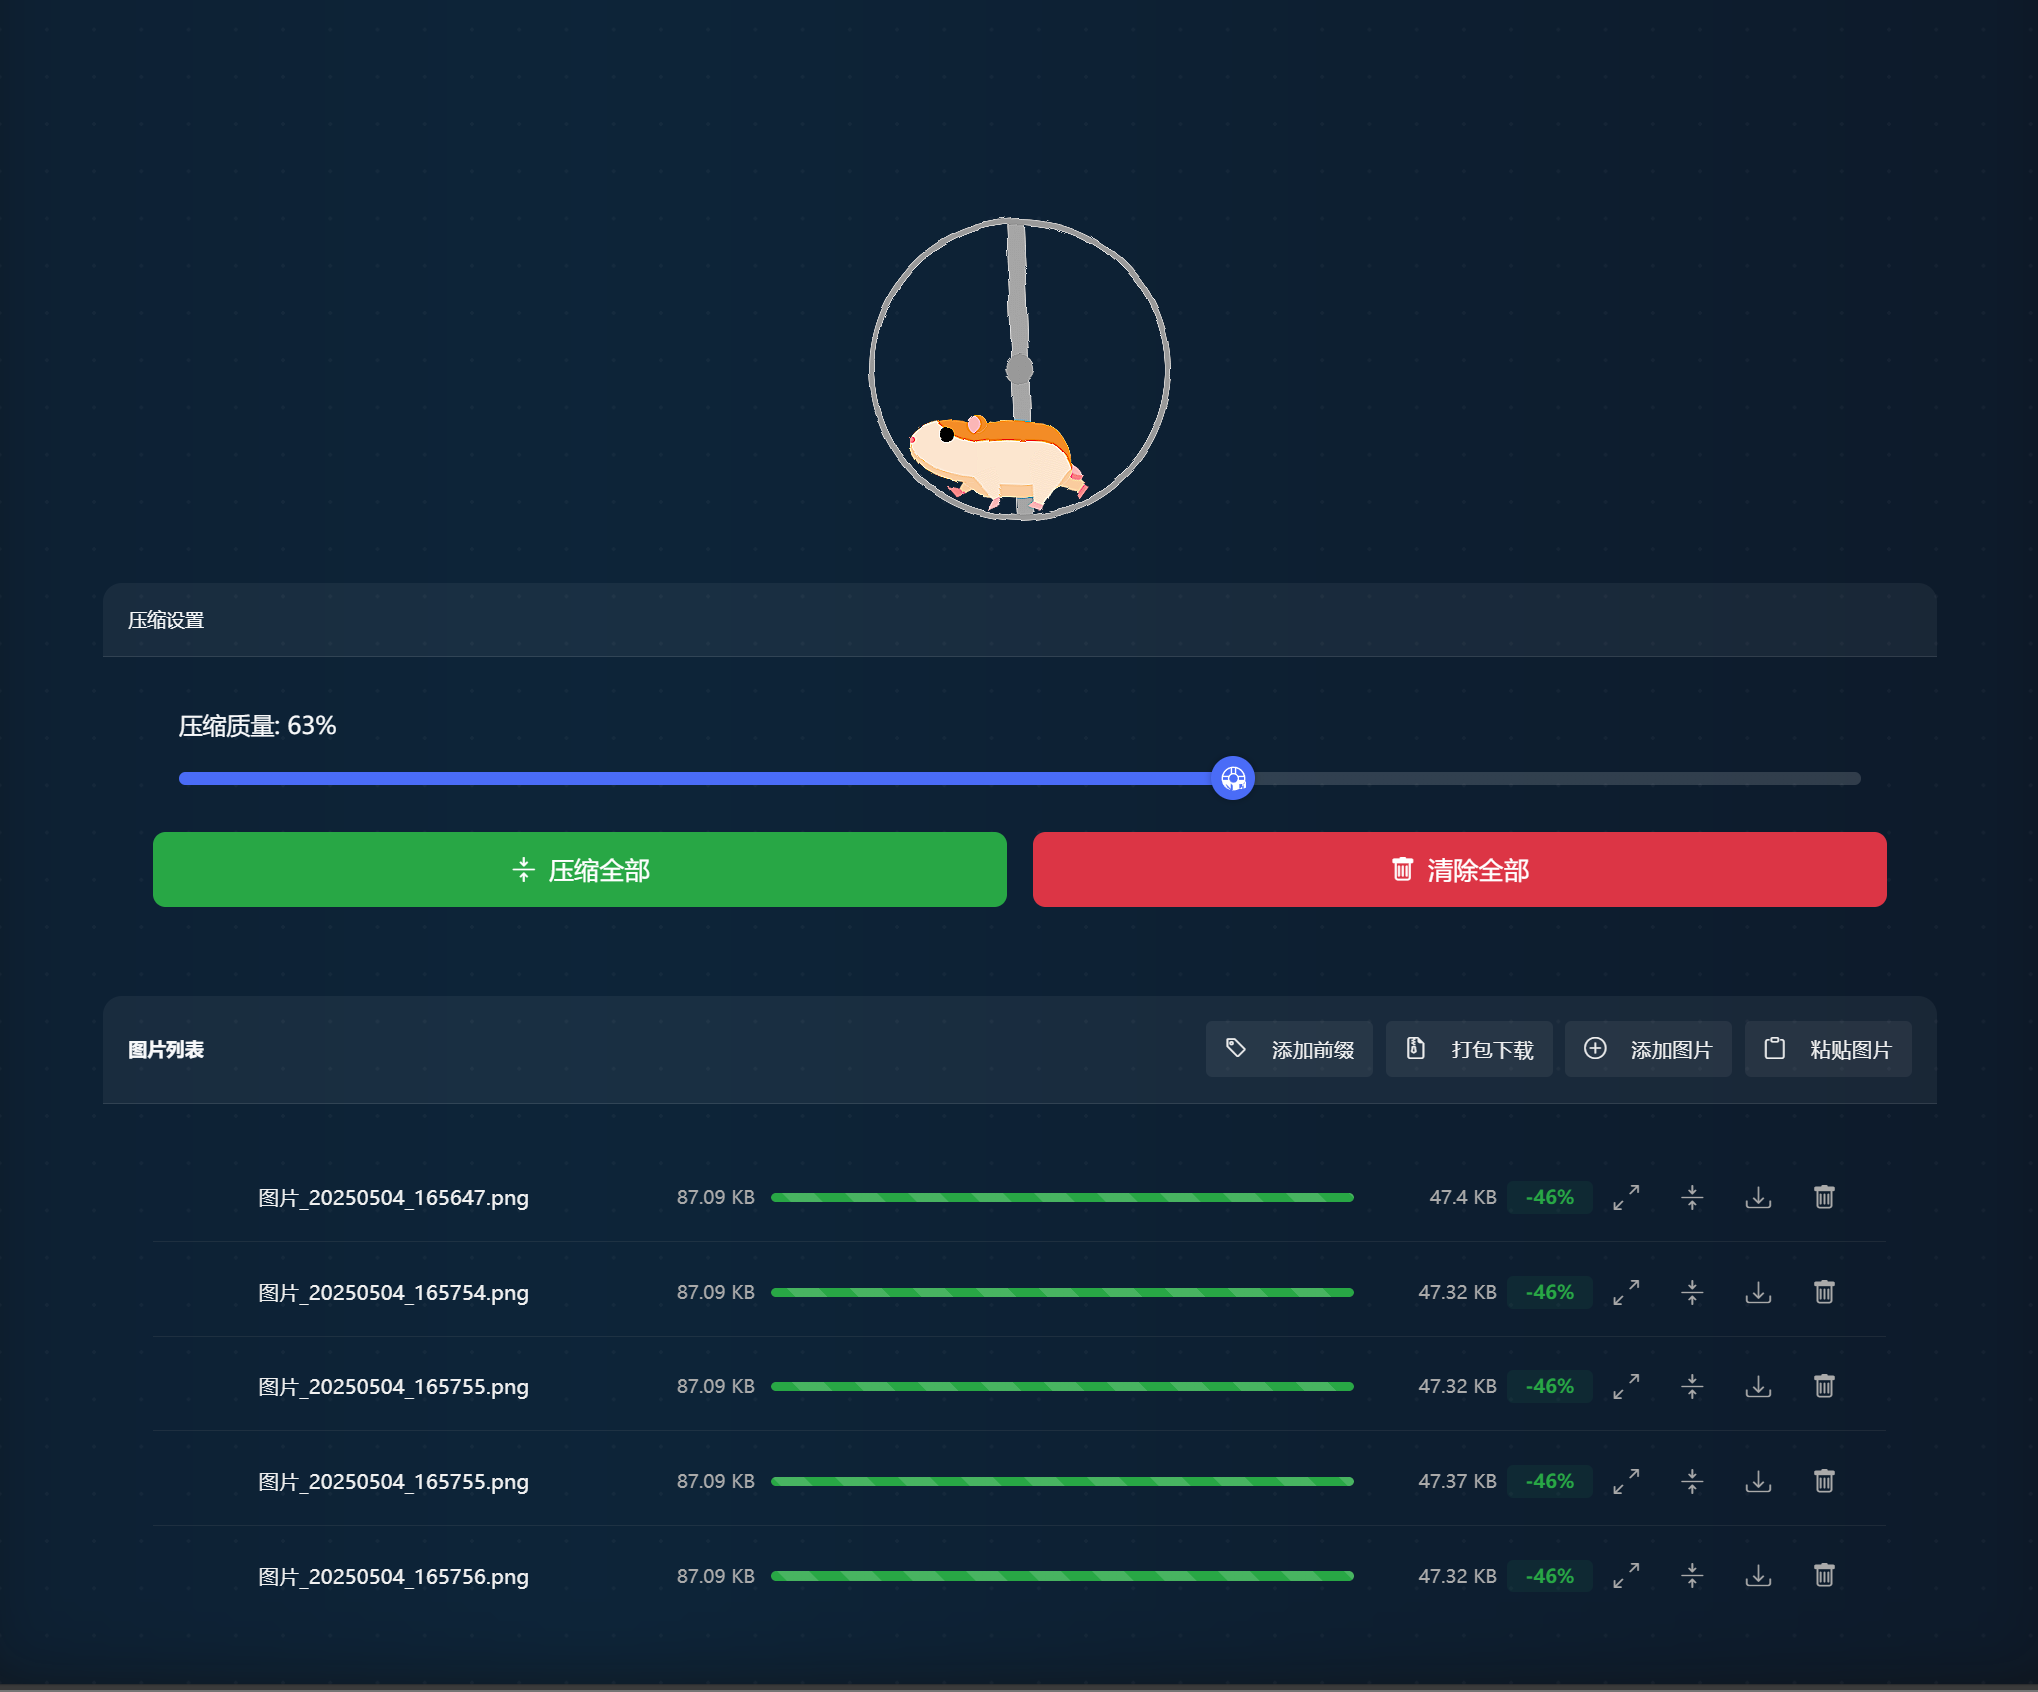 压缩设置
压缩质量: 63%
压缩全部
清除全部
图片列表
添加前缀
打包下载
添加图片
粘贴图片
图片_20250504_165647.png 87.09 KB 47.4 KB -46%
图片_20250504_165754.png 87.09 KB 47.32 KB -46%
图片_20250504_165755.png 87.09 KB 47.32 KB -46%
图片_20250504_165755.png 87.09 KB 47.37 KB -46%
图片_20250504_165756.png 87.09 KB 47.32 KB -46%